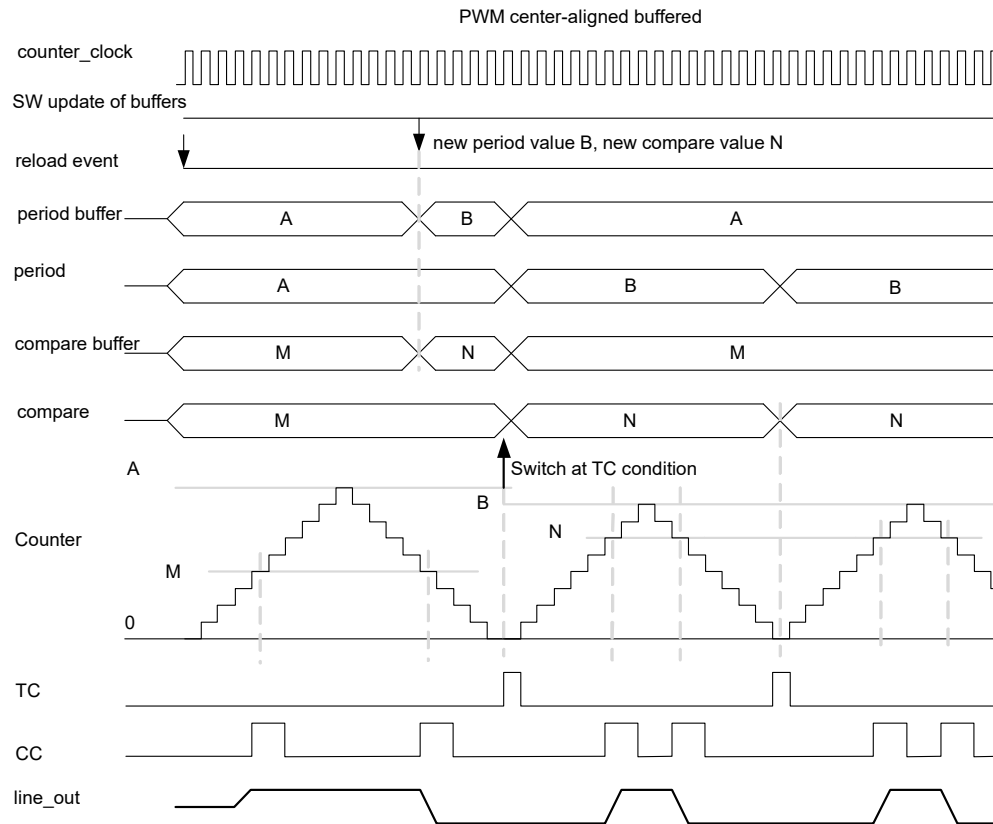 PWM center-aligned buffered
counter_clock
SW update of buffers
new period value B, new compare value N
reload event
period buffer
A
B
A
period
A
B
B
compare buffer
M
N
M
compare
M
N
N
A
Switch at TC condition
B
N
Counter
M
0
TC
CC
line_out